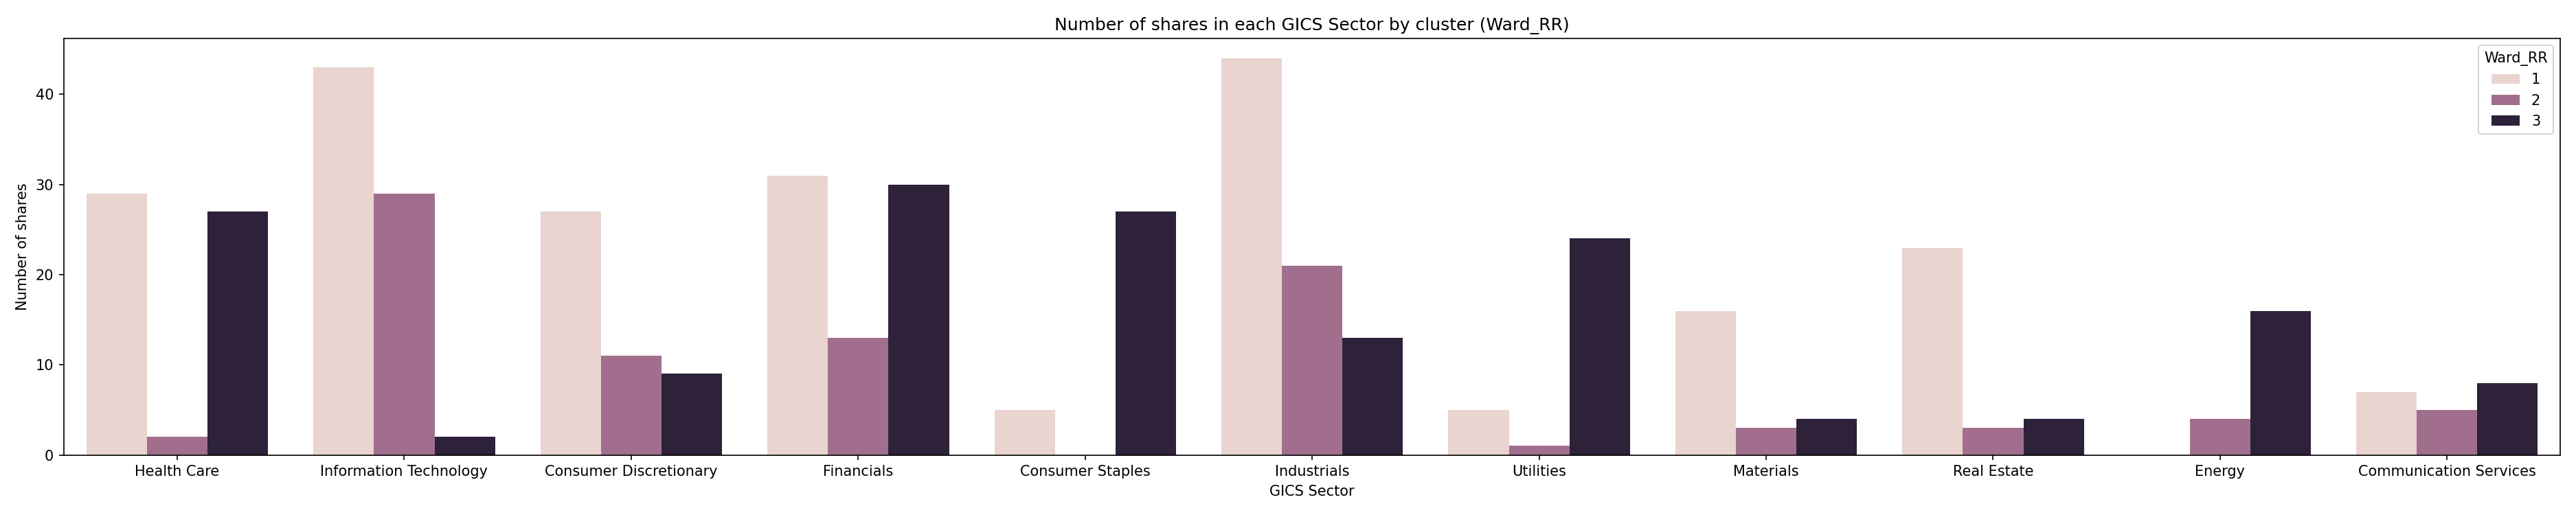 Number of shares in each GICS Sector by cluster (Ward_RR)
Ward_RR
1
2
3
Number of shares
40
30
20
10
0
Health Care
Information Technology
Consumer Discretionary
Financials
Consumer Staples
Industrials
Utilities
Materials
Real Estate
Energy
Communication Services
GICS Sector